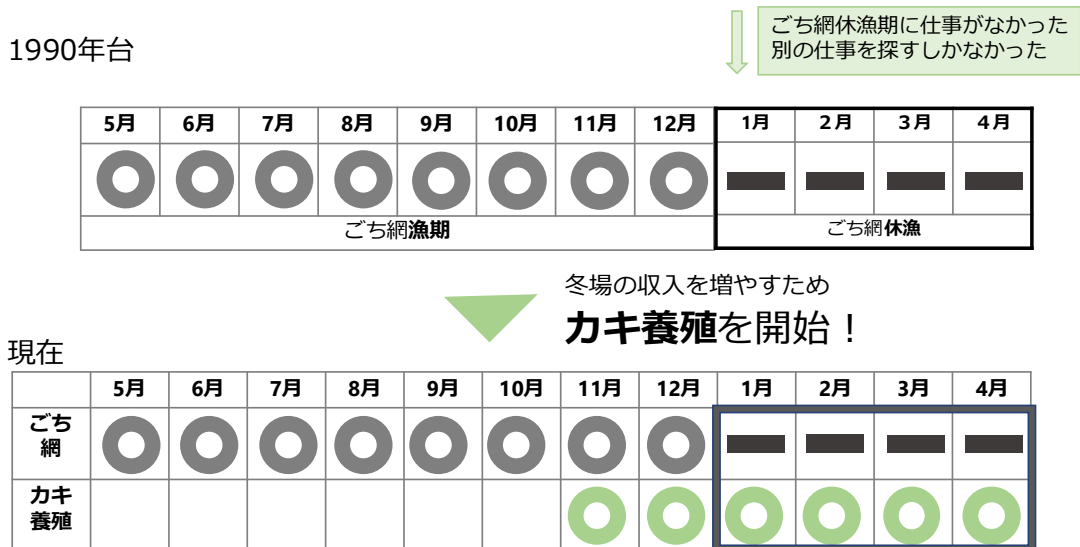 ごち網休漁期に仕事がなかった
別の仕事を探すしかなかった
1990年台
5月 6月 7月 8月 9月 10月 11月 12月 1月 2月 3月 4月
ごち網漁期 ごち網休漁
冬場の収入を増やすため
カキ養殖を開始！
現在
5月 6月 7月 8月 9月 10月 11月 12月 1月 2月 3月 4月
ごち
網
カキ
養殖